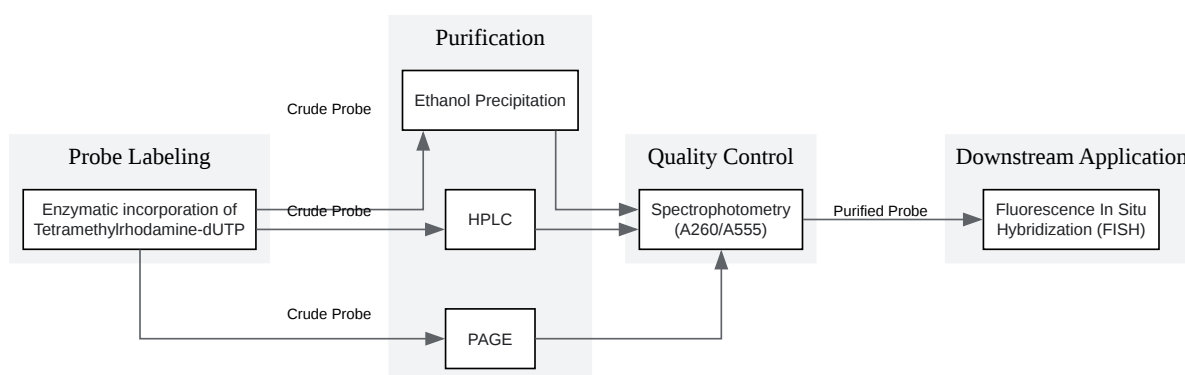 Purification
Crude Probe
Ethanol Precipitation
Probe Labeling
Enzymatic incorporation of
Tetramethylrhodamine-dUTP
Crude Probe
HPLC
Quality Control
Spectrophotometry
(A260/A555)
Purified Probe
Downstream Application
Fluorescence In Situ
Hybridization (FISH)
Crude Probe
PAGE